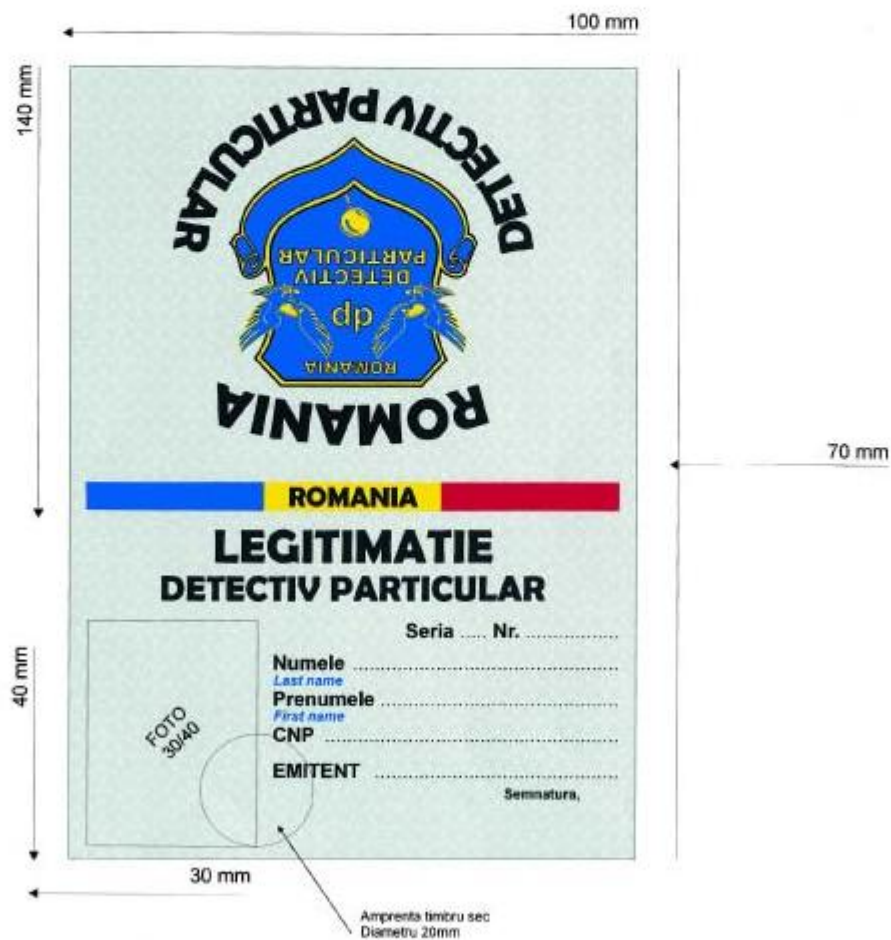 100 mm
140 mm
DETECTIV PARTICULAR
ROMANIA
dp
DETECTIV
PARTICULAR
ROMANIA
70 mm
ROMANIA
LEGITIMATIE
DETECTIV PARTICULAR
Seria ..... Nr. ................
Numele ................................................
Last name
Prenumele ...........................................
First name
CNP ................................................
40 mm
FOTO
30/40
EMITENT ...........................................
Semnatura,
30 mm
Amprenta timbru sec
Diametru 20mm